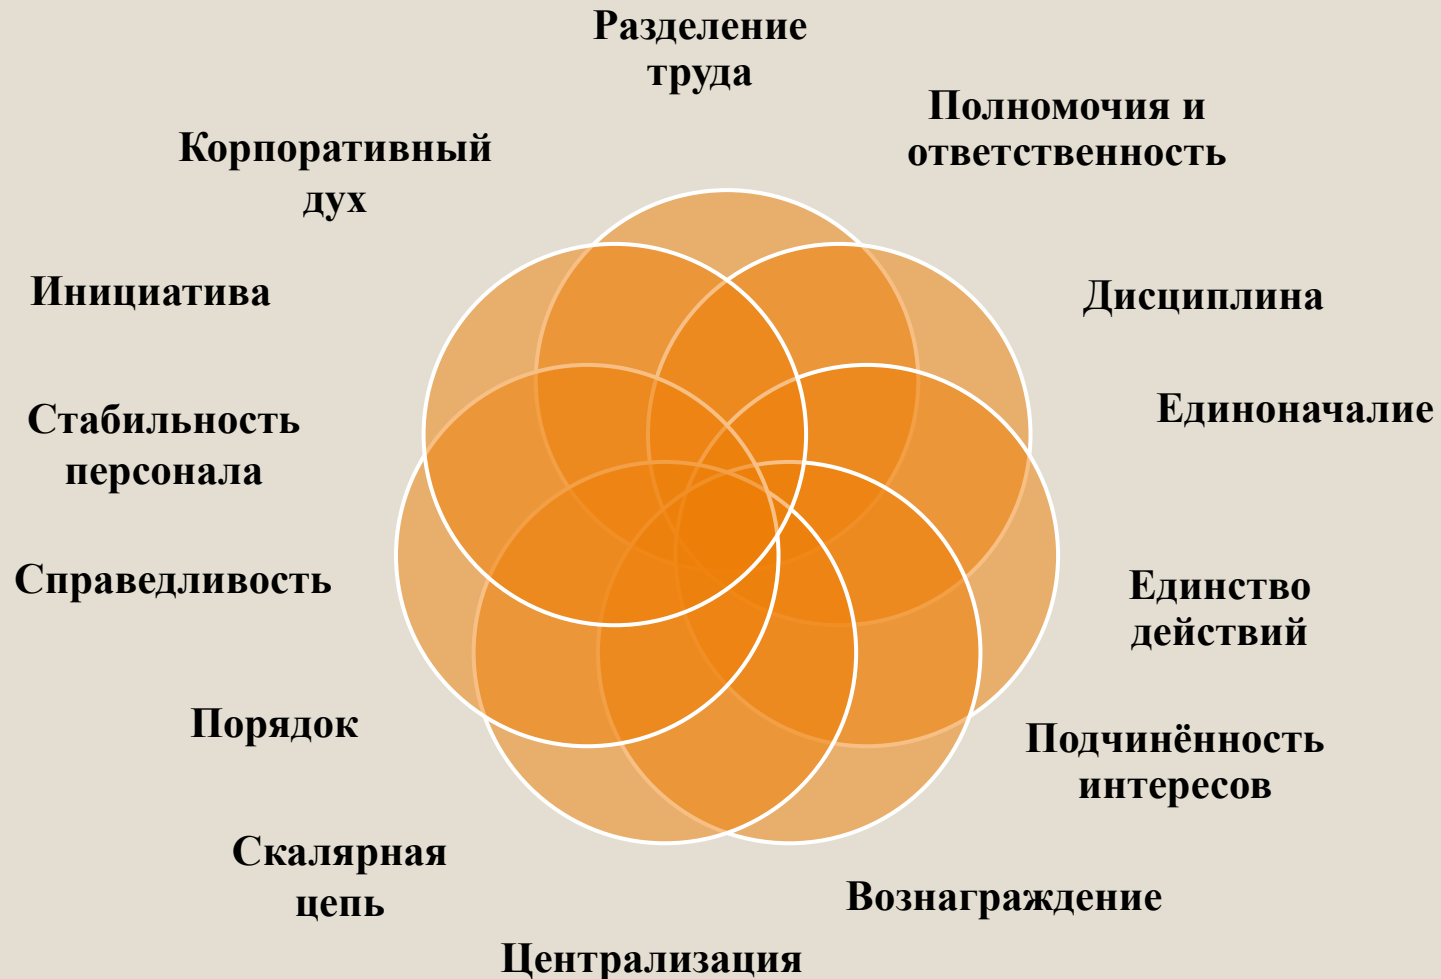 Разделение
труда
Полномочия и
ответственность
Дисциплина
Единоначалие
Единство
действий
Подчинённость
интересов
Вознаграждение
Централизация
Скалярная
цепь
Порядок
Справедливость
Стабильность
персонала
Инициатива
Корпоративный
дух